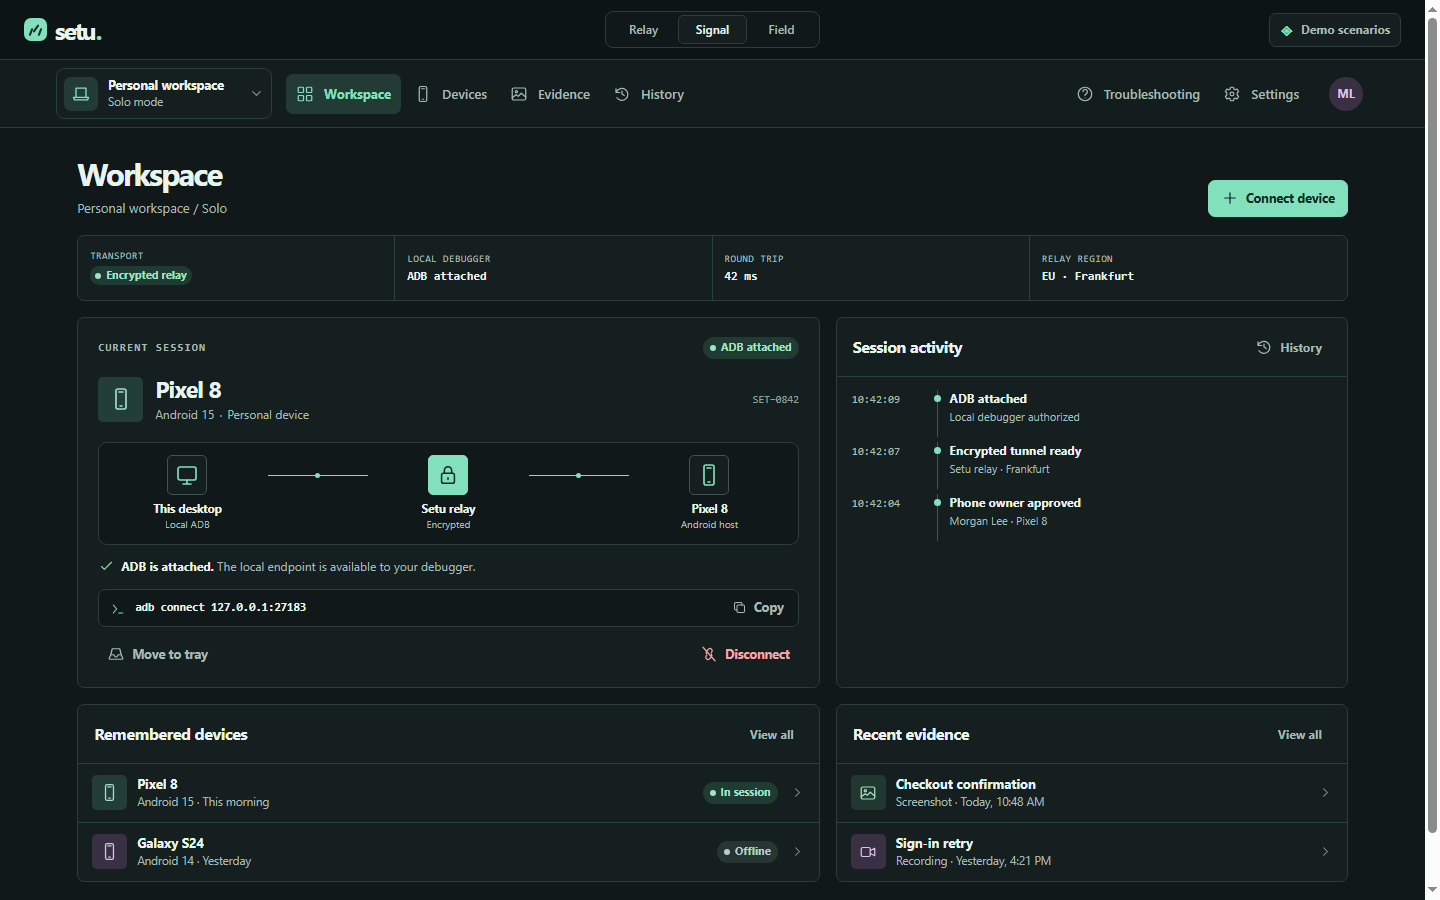 setu.
Relay Signal Field
Demo scenarios
Personal workspace
Solo mode
Workspace Devices Evidence History
Troubleshooting Settings ML
Workspace
Personal workspace / Solo
Connect device
TRANSPORT
Encrypted relay
LOCAL DEBUGGER
ADB attached
ROUND TRIP
42 ms
RELAY REGION
EU · Frankfurt
CURRENT SESSION
ADB attached
Pixel 8
Android 15 · Personal device
SET-0842
This desktop
Local ADB
Setu relay
Encrypted
Pixel 8
Android host
ADB is attached. The local endpoint is available to your debugger.
adb connect 127.0.0.1:27183
Copy
Move to tray
Disconnect
Session activity
History
10:42:09 ADB attached
Local debugger authorized
10:42:07 Encrypted tunnel ready
Setu relay · Frankfurt
10:42:04 Phone owner approved
Morgan Lee · Pixel 8
Remembered devices
View all
Pixel 8
Android 15 · This morning
In session
Galaxy S24
Android 14 · Yesterday
Offline
Recent evidence
View all
Checkout confirmation
Screenshot · Today, 10:48 AM
Sign-in retry
Recording · Yesterday, 4:21 PM